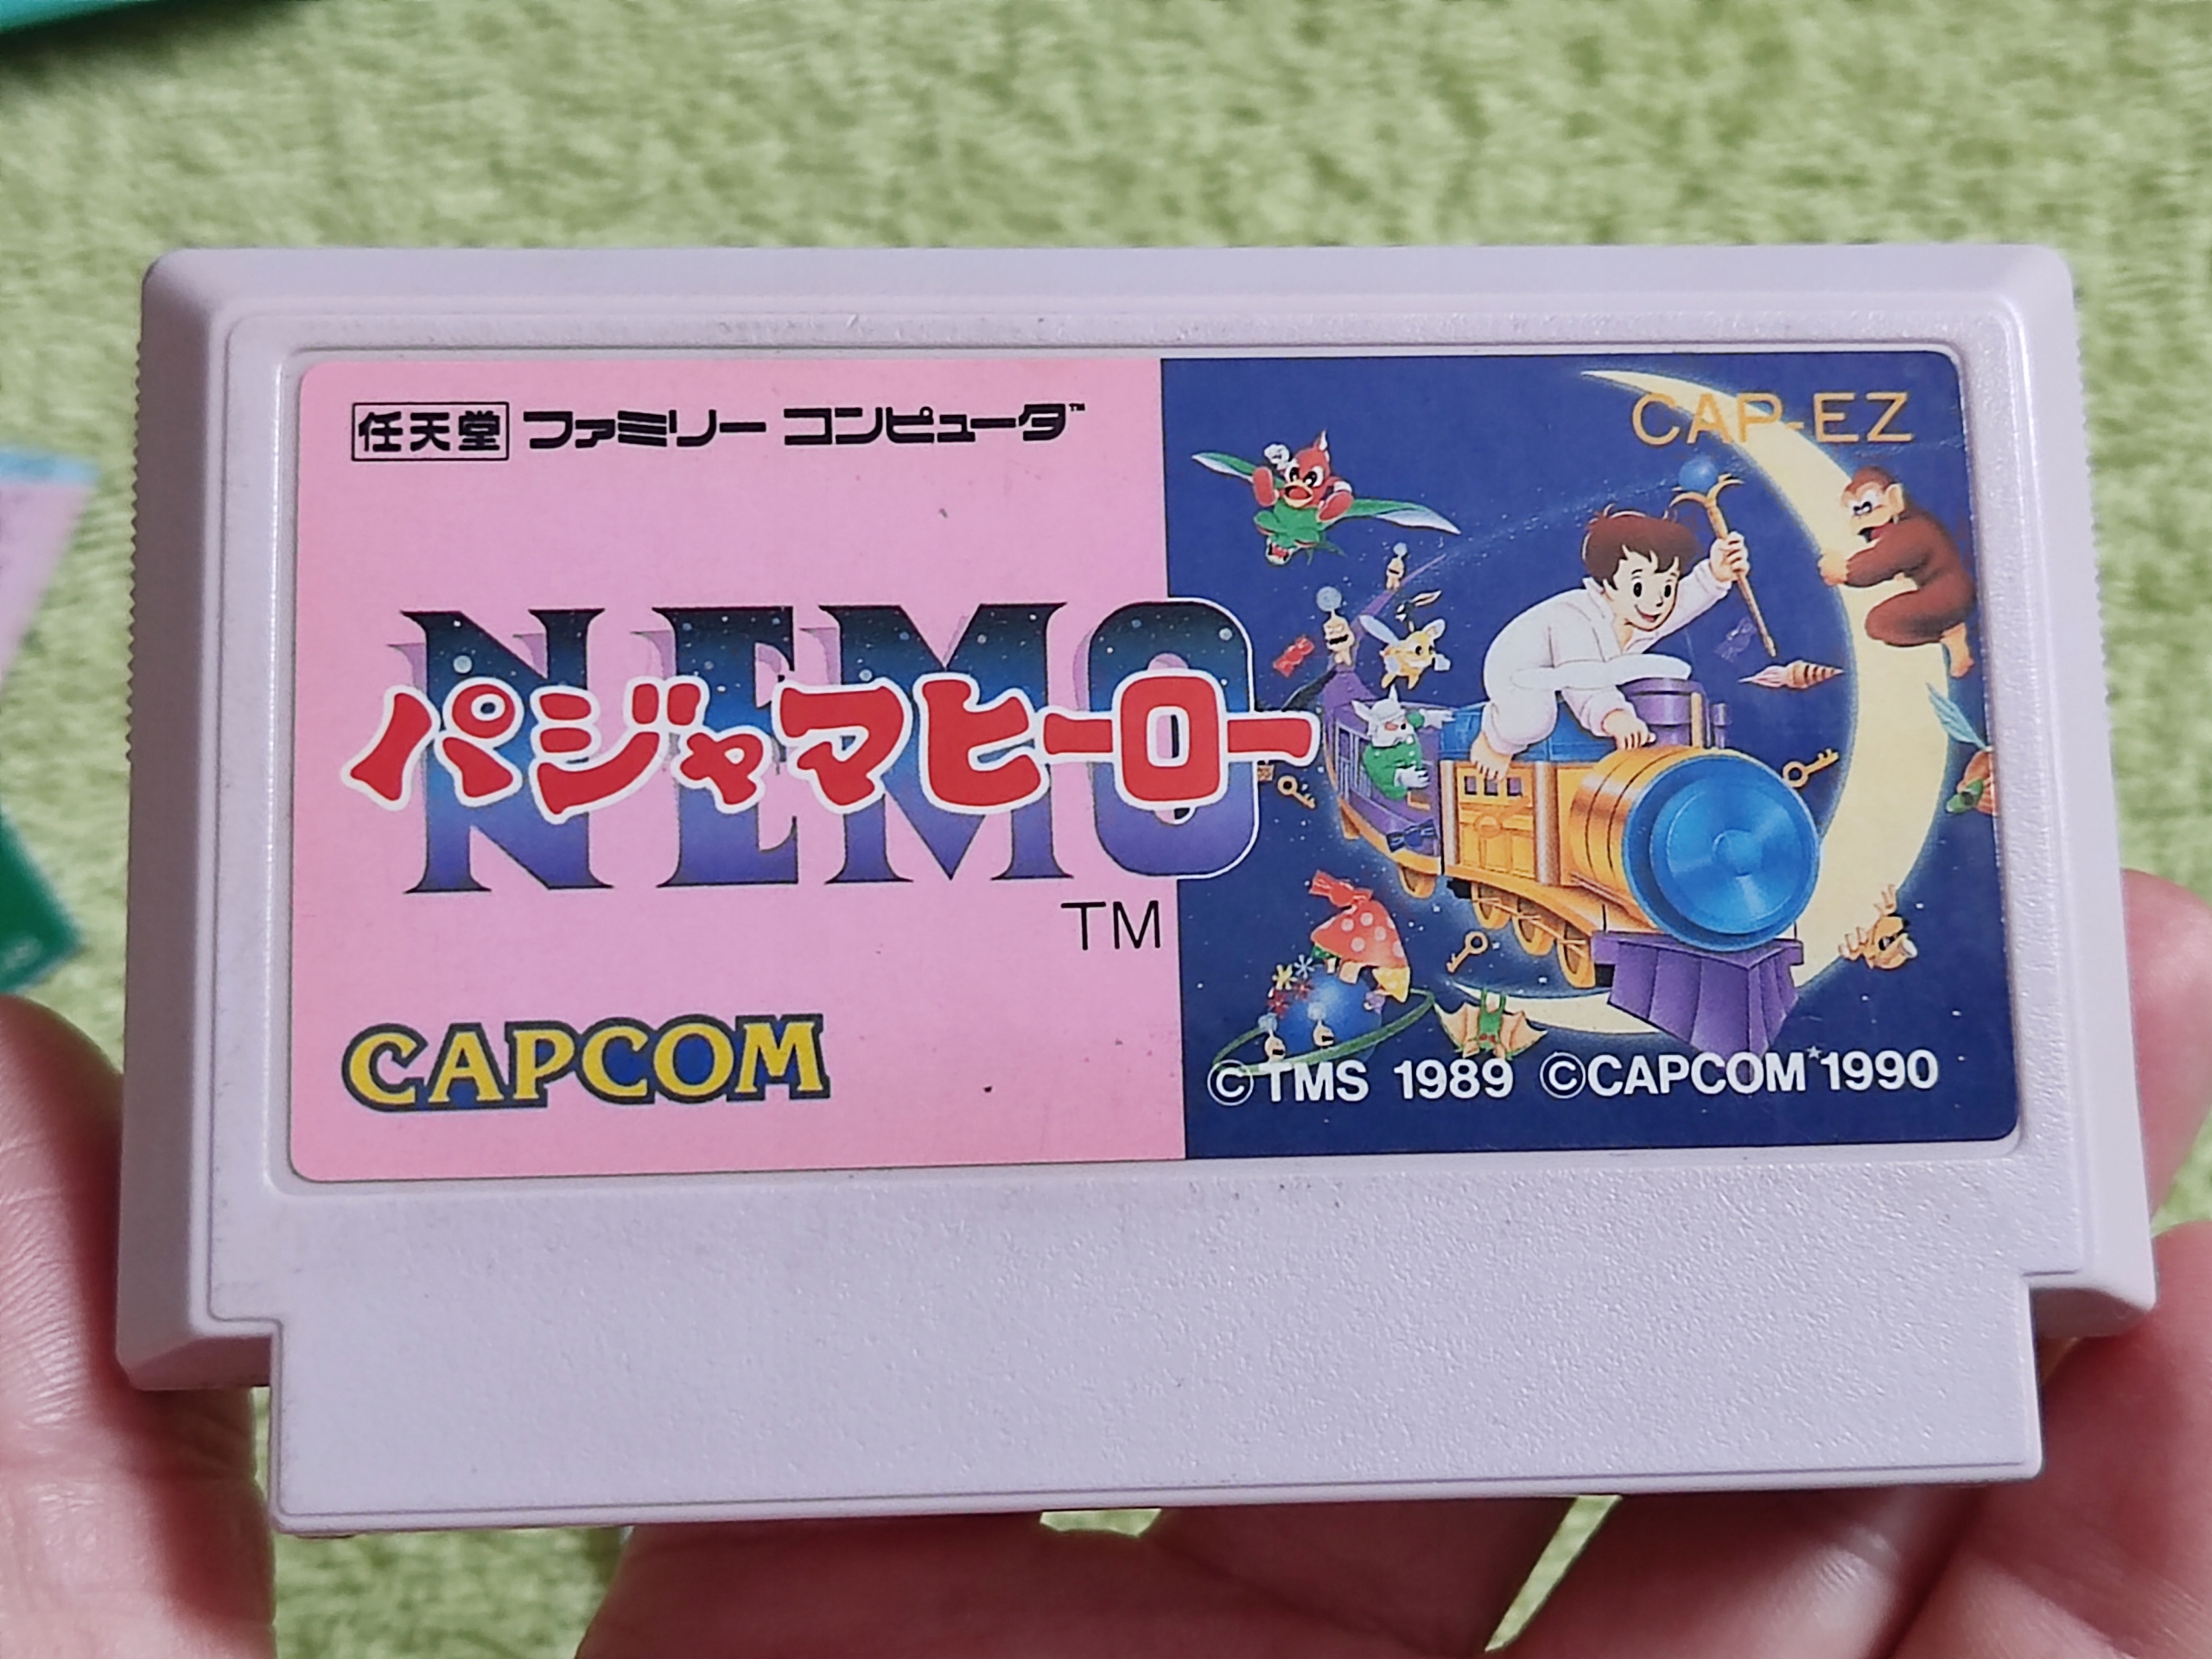 任天堂 ファミリー コンピュータ™
CAP-EZ
NEMO
パジャマヒーロー
TM
CAPCOM
©TMS 1989 ©CAPCOM*1990